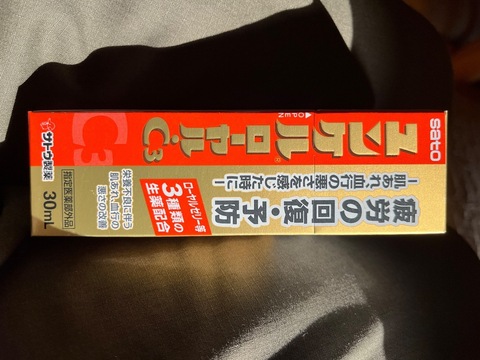 sato
ユンケルローヤル・C3
OPEN
C3
疲労の回復・予防
―肌あれ・血行の悪さを感じた時に―
ローヤルゼリー等
3種類の
生薬配合
栄養不良に伴う
肌あれ・血行の
悪さの改善
サトーン製薬
指定医薬部外品
30mL